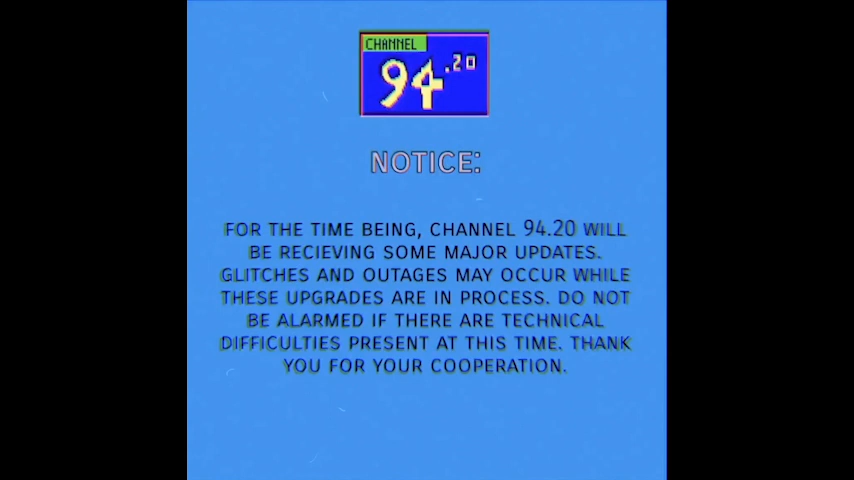 CHANNEL
94.20
NOTICE:
FOR THE TIME BEING, CHANNEL 94.20 WILL
BE RECIEVING SOME MAJOR UPDATES.
GLITCHES AND OUTAGES MAY OCCUR WHILE
THESE UPGRADES ARE IN PROCESS. DO NOT
BE ALARMED IF THERE ARE TECHNICAL
DIFFICULTIES PRESENT AT THIS TIME. THANK
YOU FOR YOUR COOPERATION.